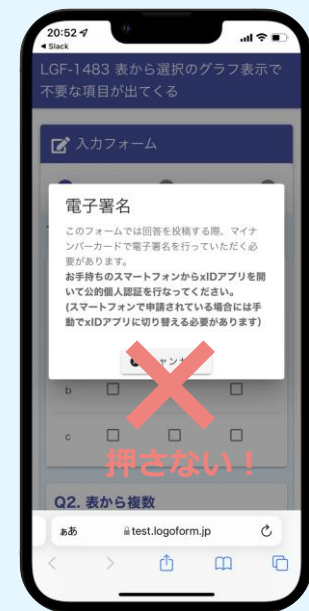 20:52
◀ Slack
LGF-1483 表から選択のグラフ表示で
不要な項目が出てくる
入力フォーム
電子署名
このフォームでは回答を投稿する際、マイナ
ンバーカードで電子署名を行っていただく必
要があります。
お手持ちのスマートフォンからxIDアプリを開
いて公的個人認証を行なってください。
(スマートフォンで申請されている場合には手
動でxIDアプリに切り替える必要があります)
b
c
押さない！
Q2. 表から複数
ぁあ
test.logoform.jp